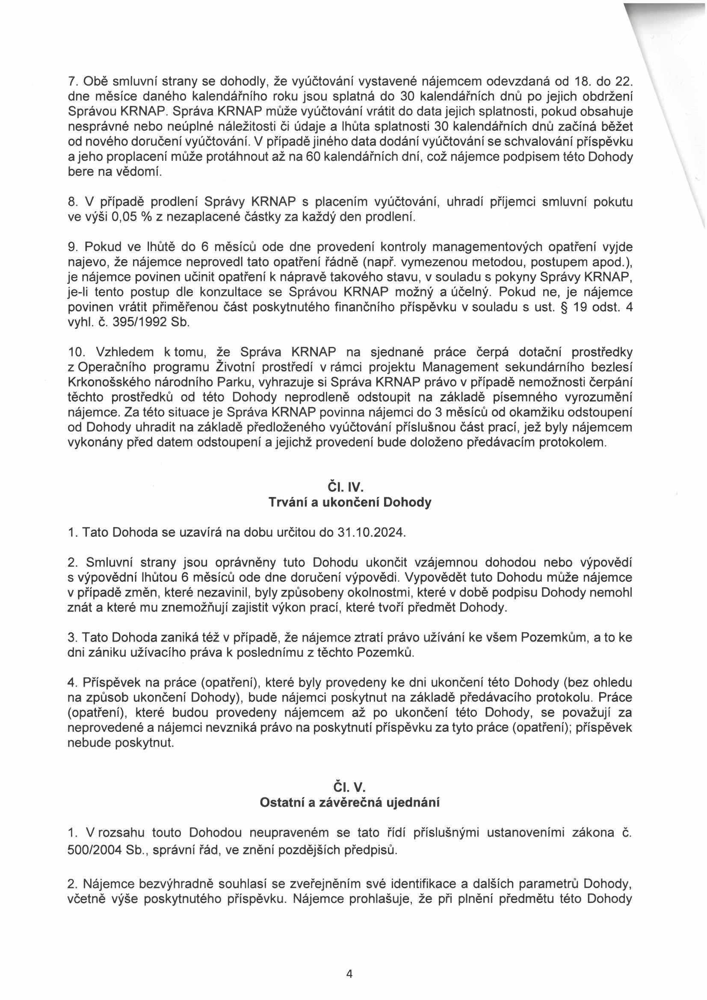 7. Obě smluvní strany se dohodly, že vyúčtování vystavené nájemcem odevzdaná od 18. do 22.
dne měsíce daného kalendářního roku jsou splatná do 30 kalendářních dnů po jejich obdržení
Správou KRNAP. Správa KRNAP může vyúčtování vrátit do data jejich splatnosti, pokud obsahuje
nesprávné nebo neúplné náležitosti či údaje a lhůta splatnosti 30 kalendářních dnů začíná běžet
od nového doručení vyúčtování. V případě jiného data dodání vyúčtování se schvalování příspěvku
a jeho proplacení může protáhnout až na 60 kalendářních dní, což nájemce podpisem této Dohody
bere na vědomí.
8. V případě prodlení Správy KRNAP s placením vyúčtování, uhradí příjemci smluvní pokutu
ve výši 0,05 % z nezaplacené částky za každý den prodlení.
9. Pokud ve lhůtě do 6 měsíců ode dne provedení kontroly managementových opatření vyjde
najevo, že nájemce neprovedl tato opatření řádně (např. vymezenou metodou, postupem apod.),
je nájemce povinen učinit opatření k nápravě takového stavu, v souladu s pokyny Správy KRNAP,
je-li tento postup dle konzultace se Správou KRNAP možný a účelný. Pokud ne, je nájemce
povinen vrátit přiměřenou část poskytnutého finančního příspěvku v souladu s ust. § 19 odst. 4
vyhl. č. 395/1992 Sb.
10. Vzhledem k tomu, že Správa KRNAP na sjednané práce čerpá dotační prostředky
z Operačního programu Životní prostředí v rámci projektu Management sekundárního bezlesí
Krkonošského národního Parku, vyhrazuje si Správa KRNAP právo v případě nemožnosti čerpání
těchto prostředků od této Dohody neprodleně odstoupit na základě písemného vyrozumění
nájemce. Za této situace je Správa KRNAP povinna nájemci do 3 měsíců od okamžiku odstoupení
od Dohody uhradit na základě předloženého vyúčtování příslušnou část prací, jež byly nájemcem
vykonány před datem odstoupení a jejichž provedení bude doloženo předávacím protokolem.
Čl. IV.
Trvání a ukončení Dohody
1. Tato Dohoda se uzavírá na dobu určitou do 31.10.2024.
2. Smluvní strany jsou oprávněny tuto Dohodu ukončit vzájemnou dohodou nebo výpovědí
s výpovědní lhůtou 6 měsíců ode dne doručení výpovědi. Vypovědět tuto Dohodu může nájemce
v případě změn, které nezavinil, byly způsobeny okolnostmi, které v době podpisu Dohody nemohl
znát a které mu znemožňují zajistit výkon prací, které tvoří předmět Dohody.
3. Tato Dohoda zaniká též v případě, že nájemce ztratí právo užívání ke všem Pozemkům, a to ke
dni zániku užívacího práva k poslednímu z těchto Pozemků.
4. Příspěvek na práce (opatření), které byly provedeny ke dni ukončení této Dohody (bez ohledu
na způsob ukončení Dohody), bude nájemci poskytnut na základě předávacího protokolu. Práce
(opatření), které budou provedeny nájemcem až po ukončení této Dohody, se považují za
neprovedené a nájemci nevzniká právo na poskytnutí příspěvku za tyto práce (opatření); příspěvek
nebude poskytnut.
Čl. V.
Ostatní a závěrečná ujednání
1. V rozsahu touto Dohodou neupraveném se tato řídí příslušnými ustanoveními zákona č.
500/2004 Sb., správní řád, ve znění pozdějších předpisů.
2. Nájemce bezvýhradně souhlasí se zveřejněním své identifikace a dalších parametrů Dohody,
včetně výše poskytnutého příspěvku. Nájemce prohlašuje, že při plnění předmětu této Dohody
4